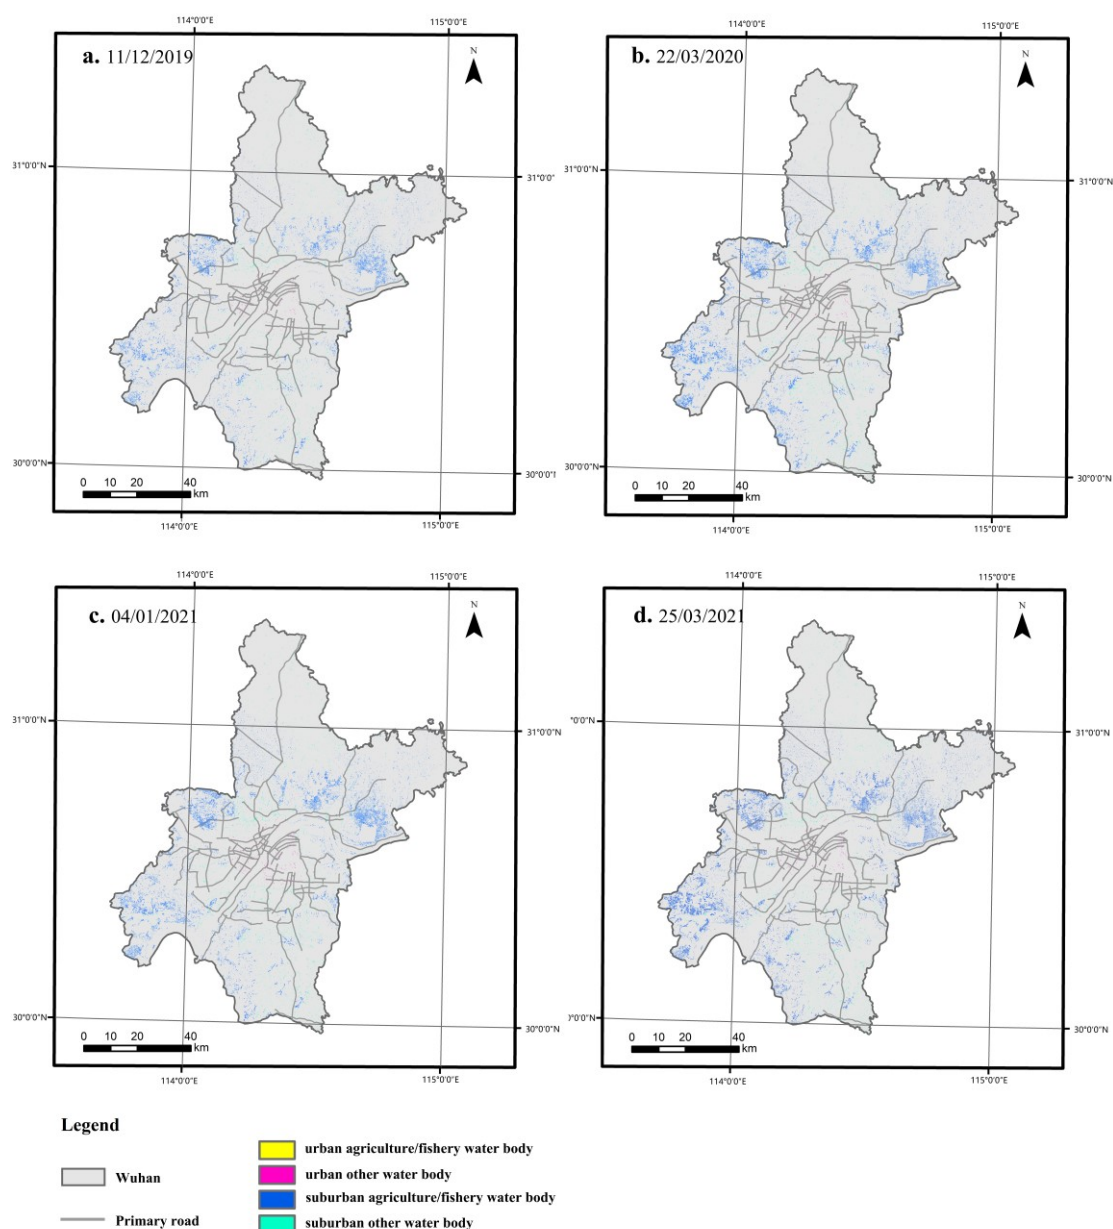 114°0'0"E 115°0'0"E
a. 11/12/2019
N
31°0'0"N 31°0'0"
30°0'0"N 30°0'0"
0 10 20 40
km
114°0'0"E 115°0'0"E
114°0'0"E 115°0'0"E
b. 22/03/2020
N
31°0'0"N 31°0'0"N
30°0'0"N 30°0'0"N
0 10 20 40
km
114°0'0"E 115°0'0"E
114°0'0"E 115°0'0"E
c. 04/01/2021
N
31°0'0"N 31°0'0"N
30°0'0"N 30°0'0"N
0 10 20 40
km
114°0'0"E 115°0'0"E
114°0'0"E 115°0'0"E
d. 25/03/2021
N
°0'0"N 31°0'0"N
°0'0"N 30°0'0"N
0 10 20 40
km
114°0'0"E 115°0'0"E
Legend
Wuhan
Primary road
urban agriculture/fishery water body
urban other water body
suburban agriculture/fishery water body
suburban other water body